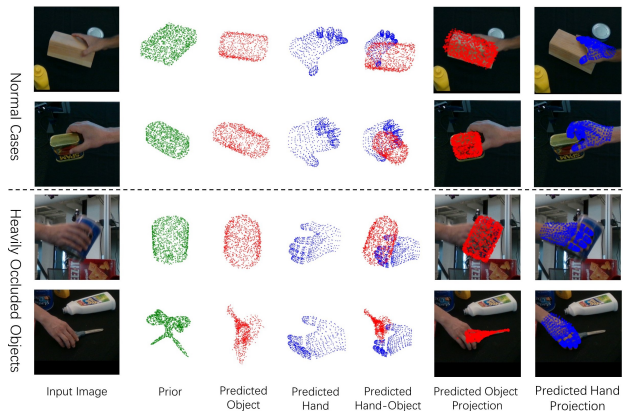 Normal Cases
Heavily Occluded Objects
Input Image
Prior
Predicted Object
Predicted Hand
Predicted Hand-Object
Predicted Object Projection
Predicted Hand Projection